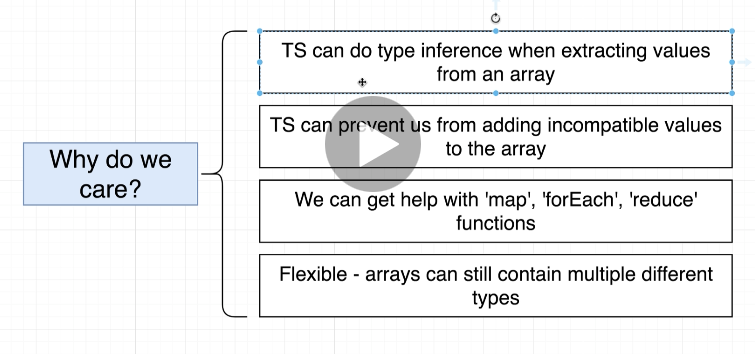 Why do we
care?
TS can do type inference when extracting values
from an array
TS can prevent us from adding incompatible values
to the array
We can get help with 'map', 'forEach', 'reduce'
functions
Flexible - arrays can still contain multiple different
types